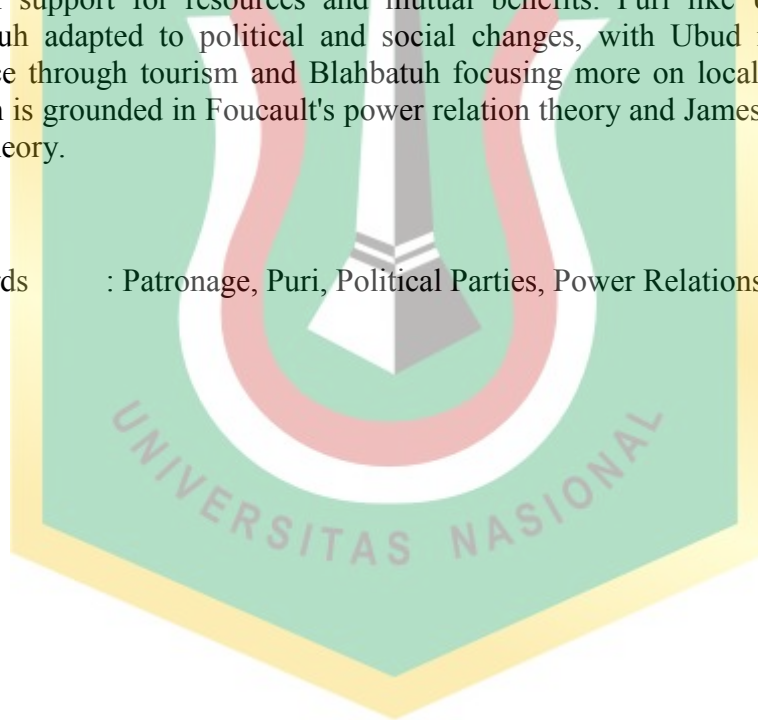 support for resources and mutual benefits. Puri like
uh adapted to political and social changes, with Ubud
e through tourism and Blahbatuh focusing more on local
is grounded in Foucault's power relation theory and James
eory.
ds : Patronage, Puri, Political Parties, Power Relations
UNIVERSITAS NASIONAL